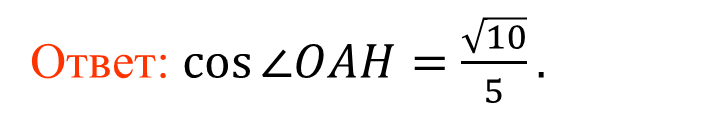 Ответ: cos∠OAH = √10/5.